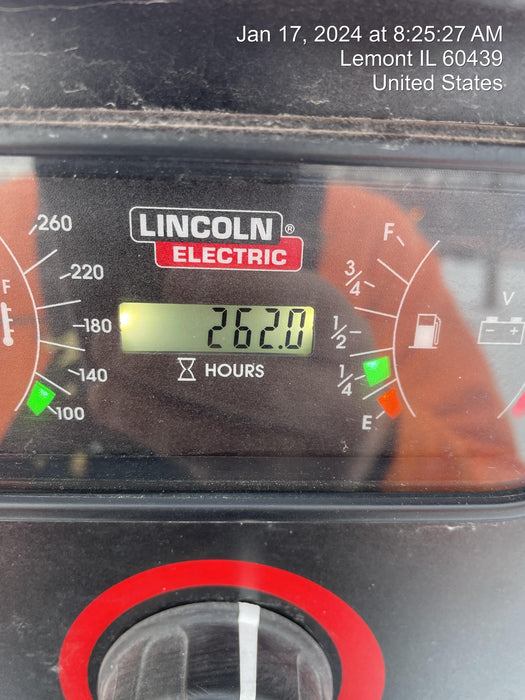 Jan 17, 2024 at 8:25:27 AM
Lemont IL 60439
United States
LINCOLN ®
ELECTRIC
262.0
HOURS
F
260
220
180
140
100
F
3/4
1/2
1/4
E
V
- +